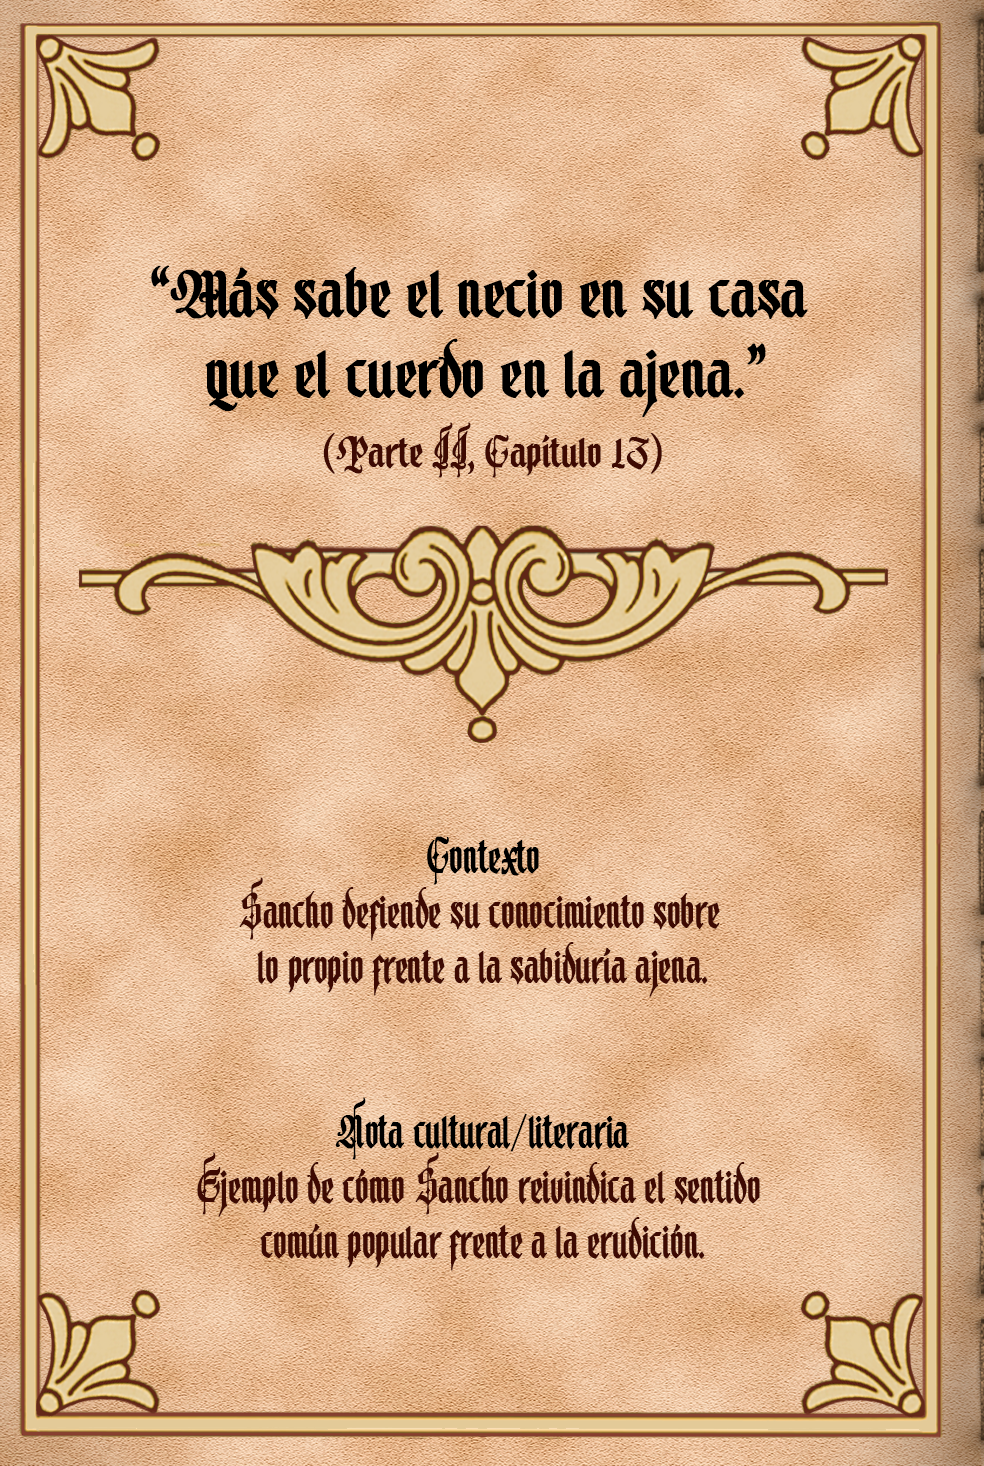 “Más sabe el necio en su casa
que el cuerdo en la ajena.”
(Parte II, Capítulo 13)
Contexto
Sancho defiende su conocimiento sobre
lo propio frente a la sabiduría ajena.
Nota cultural/literaria
Ejemplo de cómo Sancho reivindica el sentido
común popular frente a la erudición.